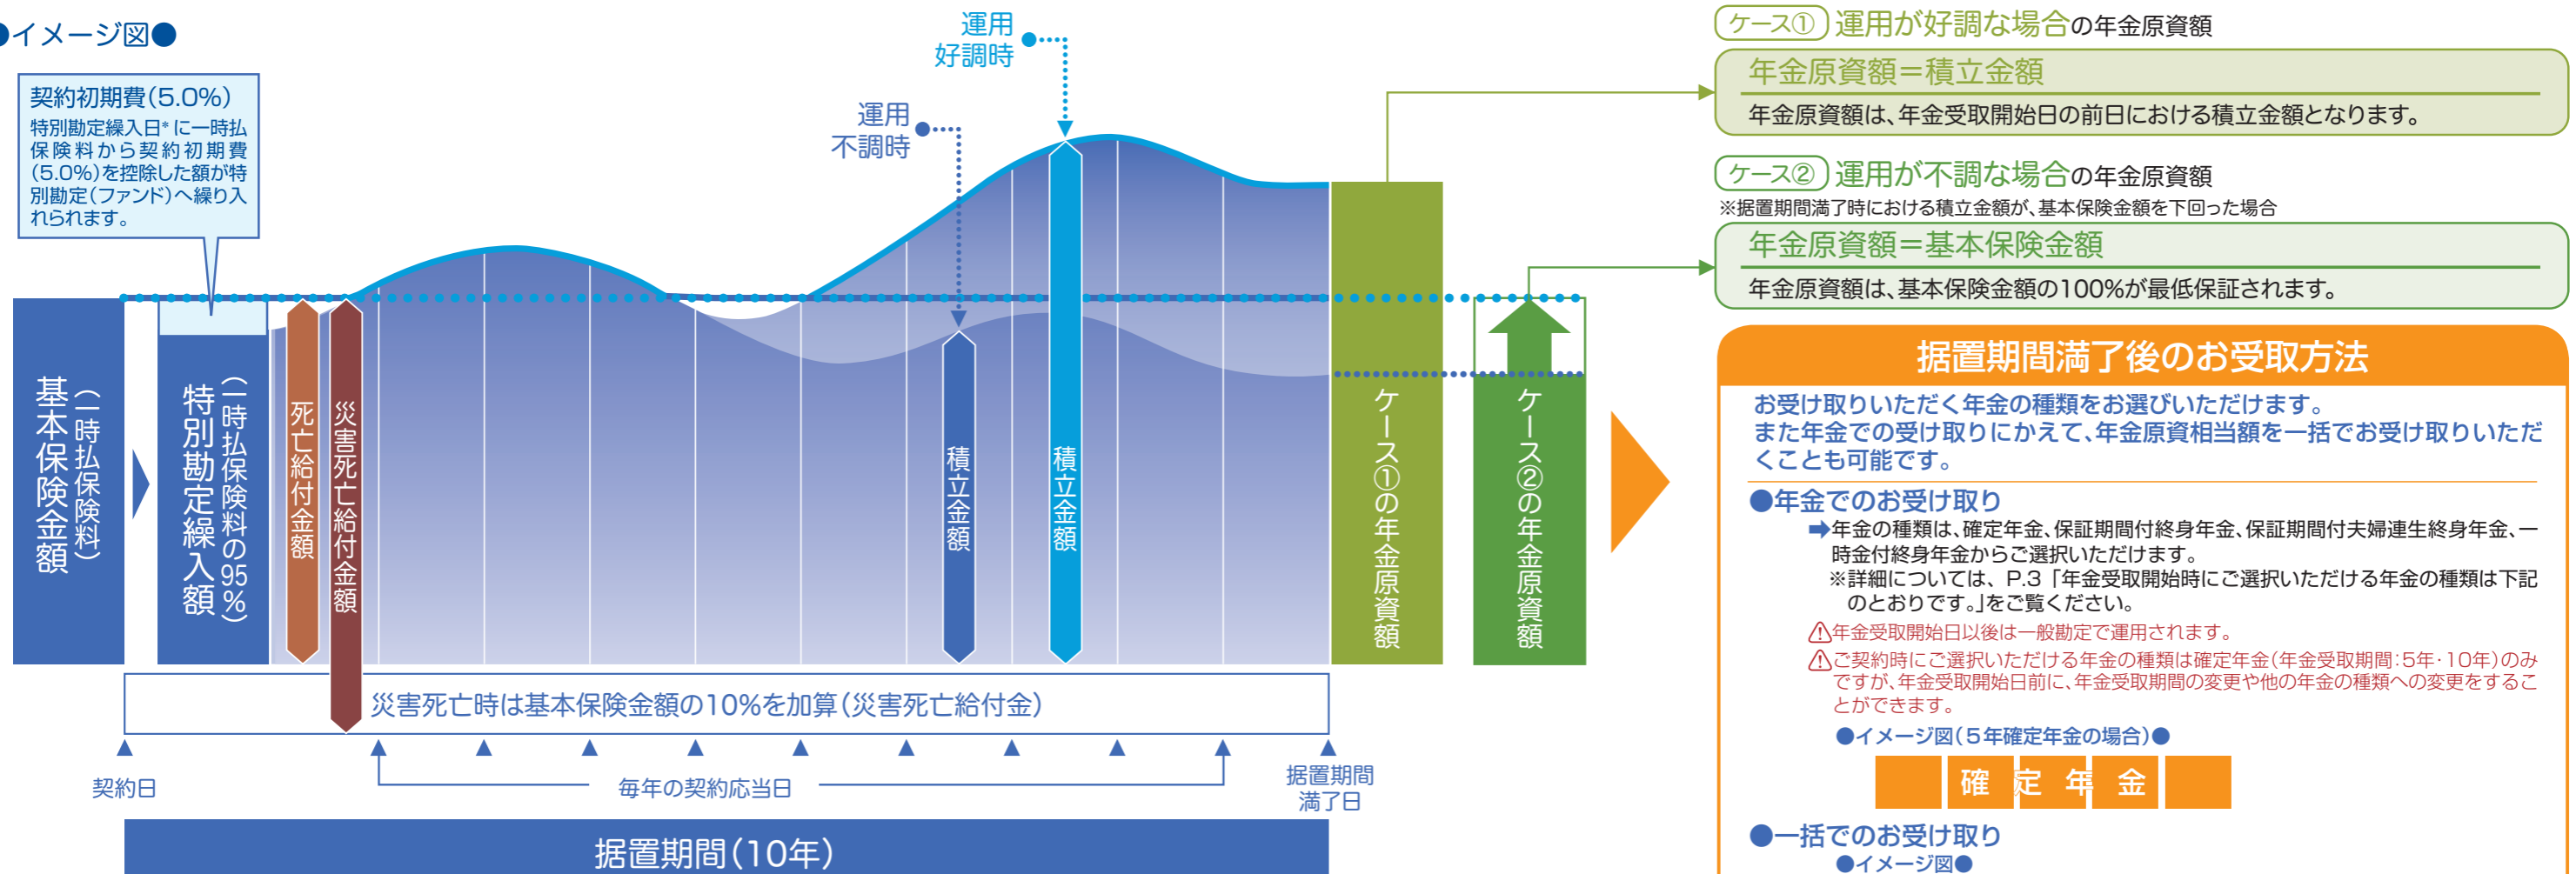 ●イメージ図●
契約初期費(5.0%)
特別勘定繰入日*に一時払
保険料から契約初期費
(5.0%)を控除した額が特
別勘定(ファンド)へ繰り入
れられます。
運用
好調時
運用
不調時
基本保険金額
(一時払保険料)
特別勘定繰入額
(一時払保険料の95%)
死亡給付金額
災害死亡給付金額
積立金額
積立金額
ケース①の年金原資額
ケース②の年金原資額
災害死亡時は基本保険金額の10%を加算(災害死亡給付金)
契約日
毎年の契約応当日
据置期間
満了日
据置期間(10年)
ケース① 運用が好調な場合の年金原資額
年金原資額=積立金額
年金原資額は、年金受取開始日の前日における積立金額となります。
ケース② 運用が不調な場合の年金原資額
※据置期間満了時における積立金額が、基本保険金額を下回った場合
年金原資額=基本保険金額
年金原資額は、基本保険金額の100%が最低保証されます。
据置期間満了後のお受取方法
お受け取りいただく年金の種類をお選びいただけます。
また年金での受け取りにかえて、年金原資相当額を一括でお受け取りいただ
くことも可能です。
●年金でのお受け取り
➡年金の種類は、確定年金、保証期間付終身年金、保証期間付夫婦連生終身年金、一
時金付終身年金からご選択いただけます。
※詳細については、P.3「年金受取開始時にご選択いただける年金の種類は下記
のとおりです。」をご覧ください。
⚠年金受取開始日以後は一般勘定で運用されます。
⚠ご契約時にご選択いただける年金の種類は確定年金(年金受取期間:5年・10年)のみ
ですが、年金受取開始日前に、年金受取期間の変更や他の年金の種類への変更をするこ
とができます。
●イメージ図(5年確定年金の場合)●
確定年金
●一括でのお受け取り
●イメージ図●